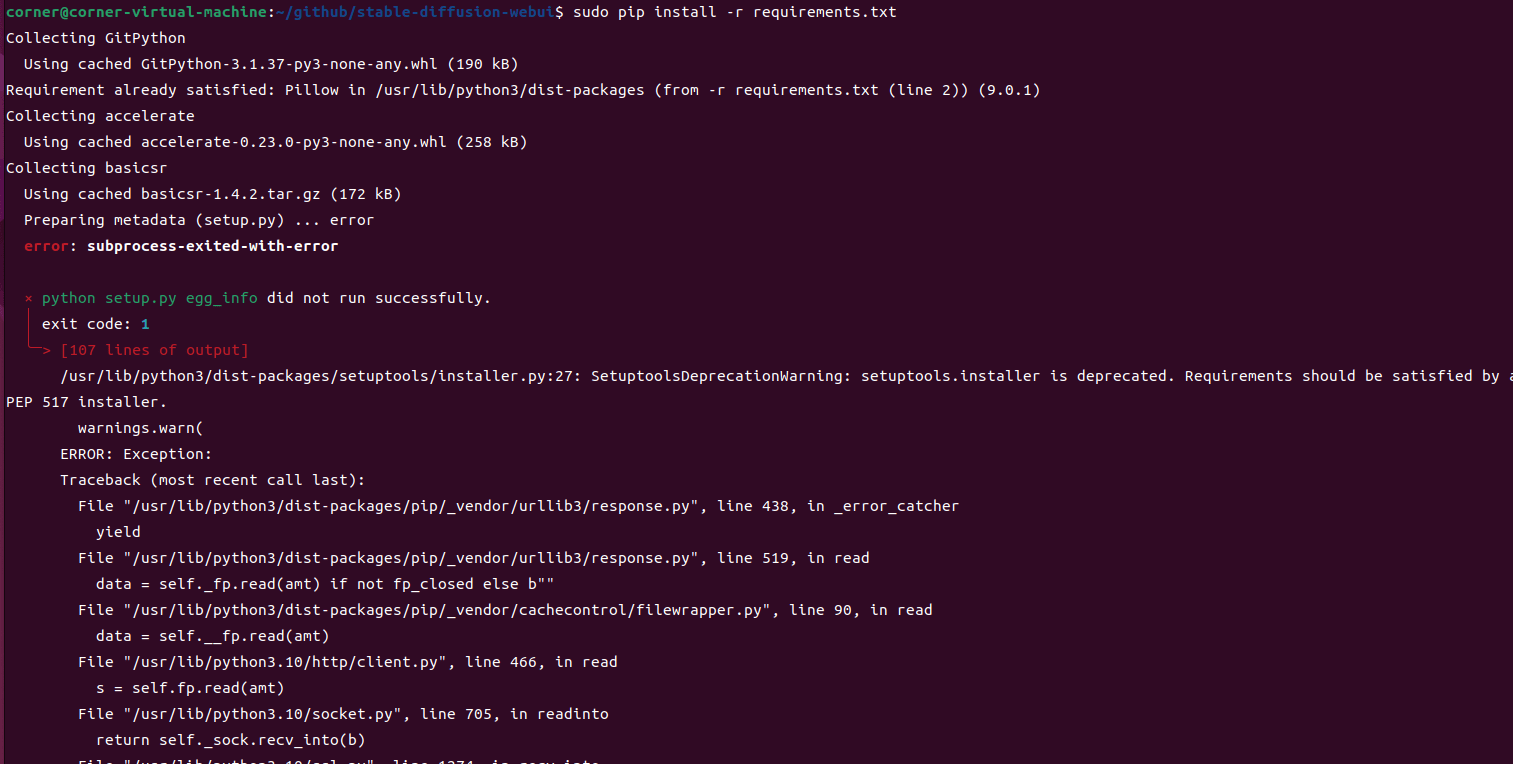 corner@corner-virtual-machine:~/github/stable-diffusion-webui$ sudo pip install -r requirements.txt
Collecting GitPython
  Using cached GitPython-3.1.37-py3-none-any.whl (190 kB)
Requirement already satisfied: Pillow in /usr/lib/python3/dist-packages (from -r requirements.txt (line 2)) (9.0.1)
Collecting accelerate
  Using cached accelerate-0.23.0-py3-none-any.whl (258 kB)
Collecting basicsr
  Using cached basicsr-1.4.2.tar.gz (172 kB)
  Preparing metadata (setup.py) ... error
  error: subprocess-exited-with-error

  × python setup.py egg_info did not run successfully.
  │ exit code: 1
  ╰─> [107 lines of output]
      /usr/lib/python3/dist-packages/setuptools/installer.py:27: SetuptoolsDeprecationWarning: setuptools.installer is deprecated. Requirements should be satisfied by a
PEP 517 installer.
        warnings.warn(
      ERROR: Exception:
      Traceback (most recent call last):
        File "/usr/lib/python3/dist-packages/pip/_vendor/urllib3/response.py", line 438, in _error_catcher
          yield
        File "/usr/lib/python3/dist-packages/pip/_vendor/urllib3/response.py", line 519, in read
          data = self._fp.read(amt) if not fp_closed else b""
        File "/usr/lib/python3/dist-packages/pip/_vendor/cachecontrol/filewrapper.py", line 90, in read
          data = self.__fp.read(amt)
        File "/usr/lib/python3.10/http/client.py", line 466, in read
          s = self.fp.read(amt)
        File "/usr/lib/python3.10/socket.py", line 705, in readinto
          return self._sock.recv_into(b)